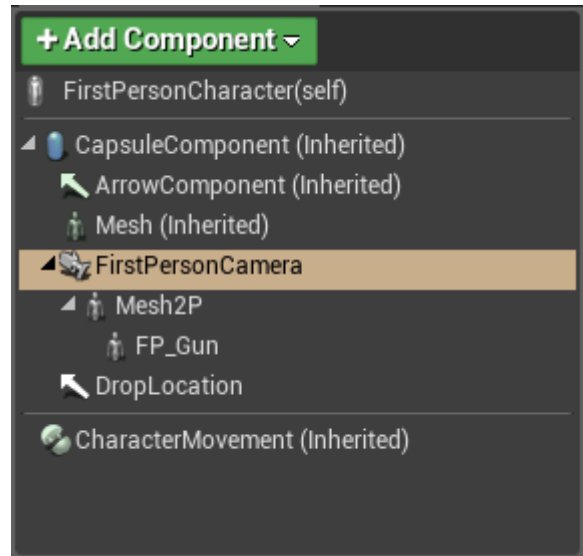 + Add Component
FirstPersonCharacter(self)
CapsuleComponent (Inherited)
ArrowComponent (Inherited)
Mesh (Inherited)
FirstPersonCamera
Mesh2P
FP_Gun
DropLocation
CharacterMovement (Inherited)